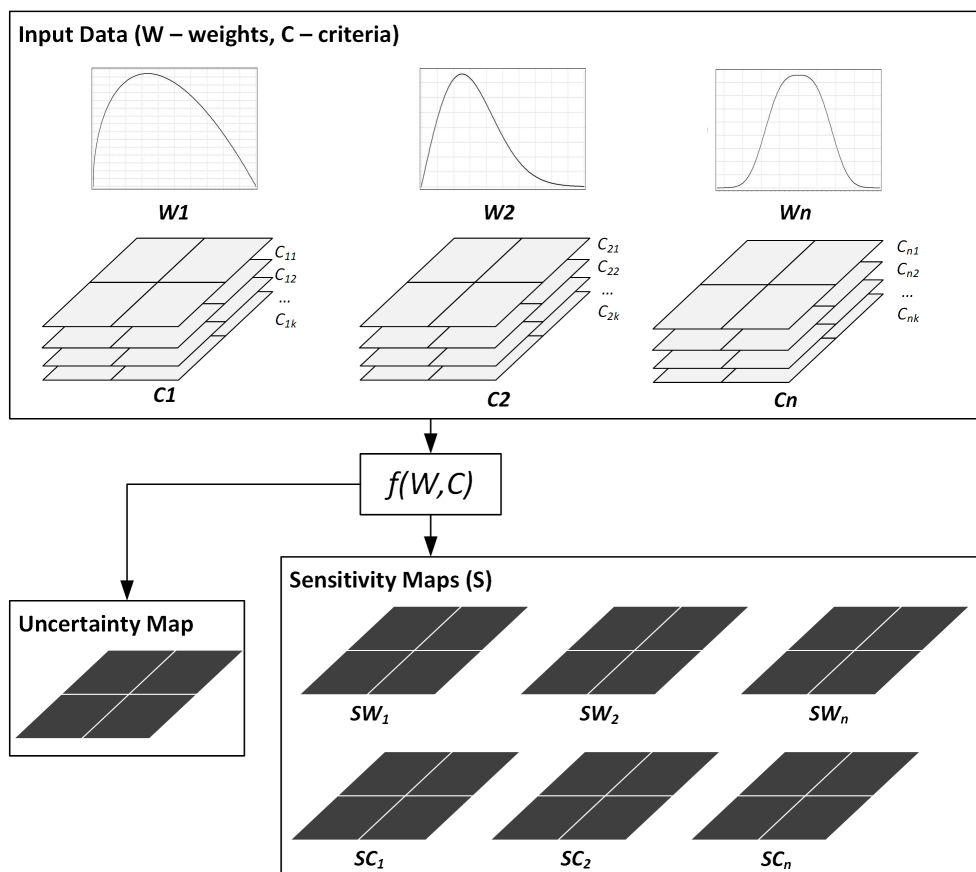 Input Data (W – weights, C – criteria)
W1
W2
Wn
C₁₁
C₁₂
...
C₁ₖ
C1
C₂₁
C₂₂
...
C₂ₖ
C2
Cₙ₁
Cₙ₂
...
Cₙₖ
Cn
f(W,C)
Uncertainty Map
Sensitivity Maps (S)
SW₁
SW₂
SWₙ
SC₁
SC₂
SCₙ